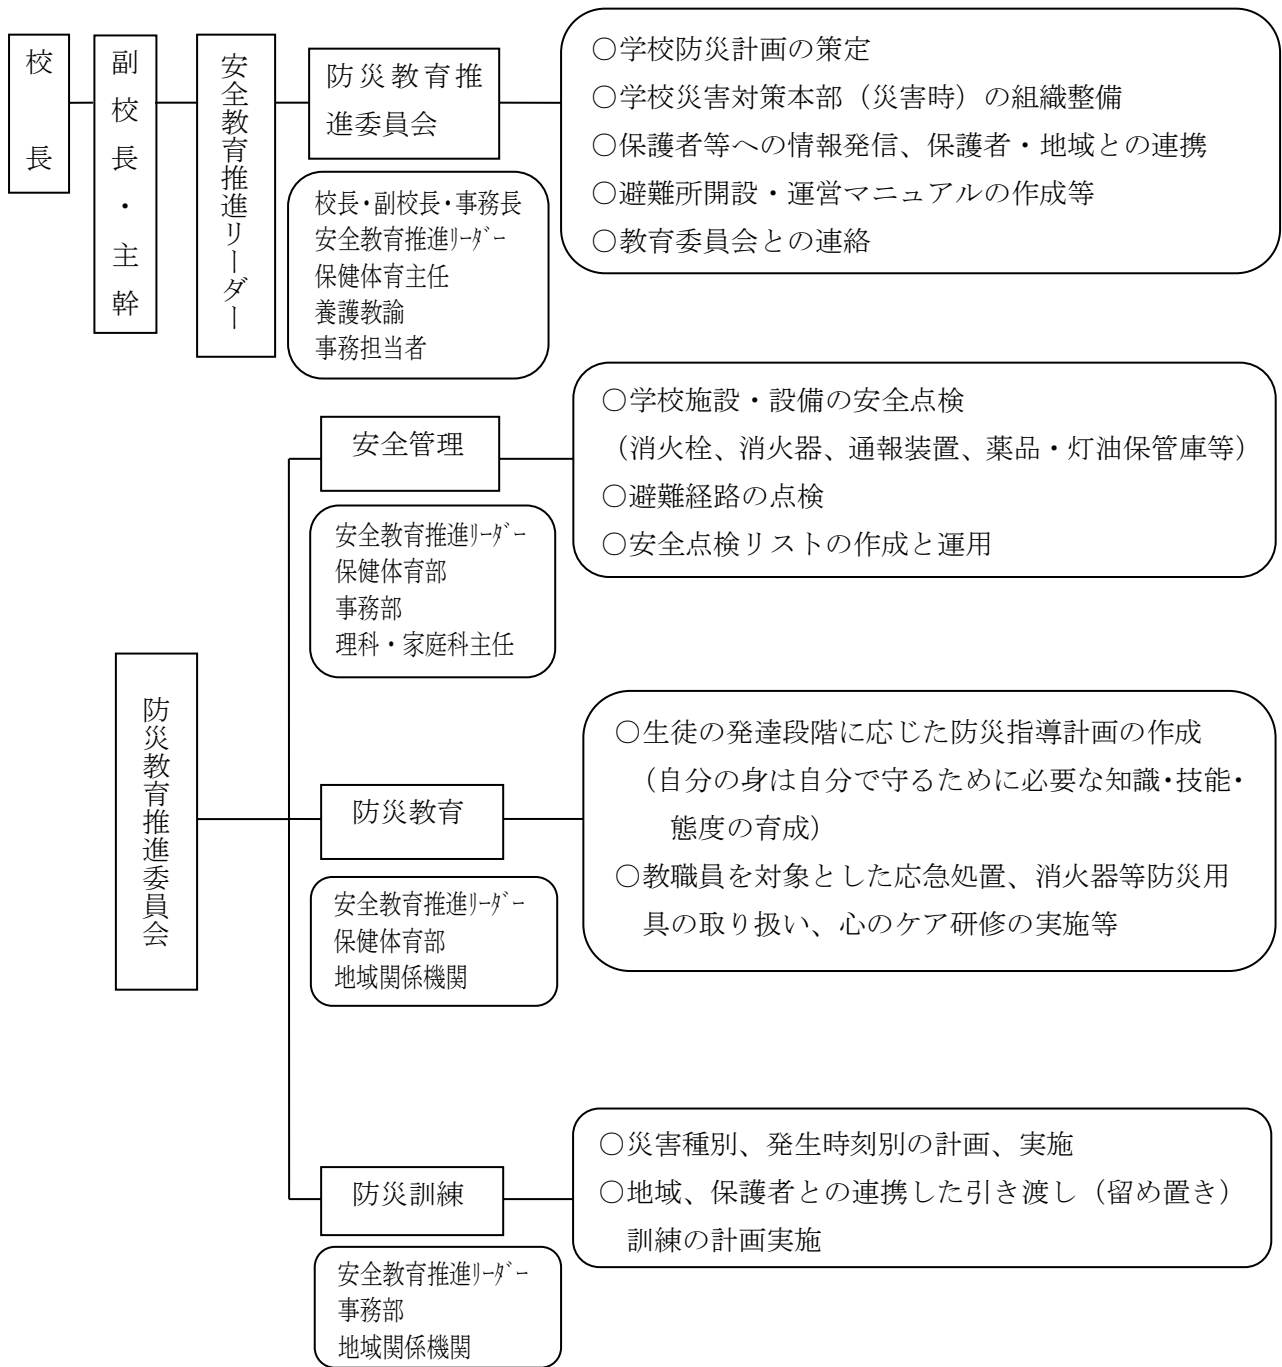 校長
副校長・主幹
安全教育推進リーダー
防災教育推
進委員会
○学校防災計画の策定
○学校災害対策本部（災害時）の組織整備
○保護者等への情報発信、保護者・地域との連携
○避難所開設・運営マニュアルの作成等
○教育委員会との連絡
校長・副校長・事務長
安全教育推進ﾘｰﾀﾞｰ
保健体育主任
養護教諭
事務担当者
安全管理
○学校施設・設備の安全点検
（消火栓、消火器、通報装置、薬品・灯油保管庫等）
○避難経路の点検
○安全点検リストの作成と運用
安全教育推進ﾘｰﾀﾞｰ
保健体育部
事務部
理科・家庭科主任
防災教育推進委員会
防災教育
○生徒の発達段階に応じた防災指導計画の作成
（自分の身は自分で守るために必要な知識・技能・
態度の育成）
○教職員を対象とした応急処置、消火器等防災用
具の取り扱い、心のケア研修の実施等
安全教育推進ﾘｰﾀﾞｰ
保健体育部
地域関係機関
防災訓練
○災害種別、発生時刻別の計画、実施
○地域、保護者との連携した引き渡し（留め置き）
訓練の計画実施
安全教育推進ﾘｰﾀﾞｰ
事務部
地域関係機関